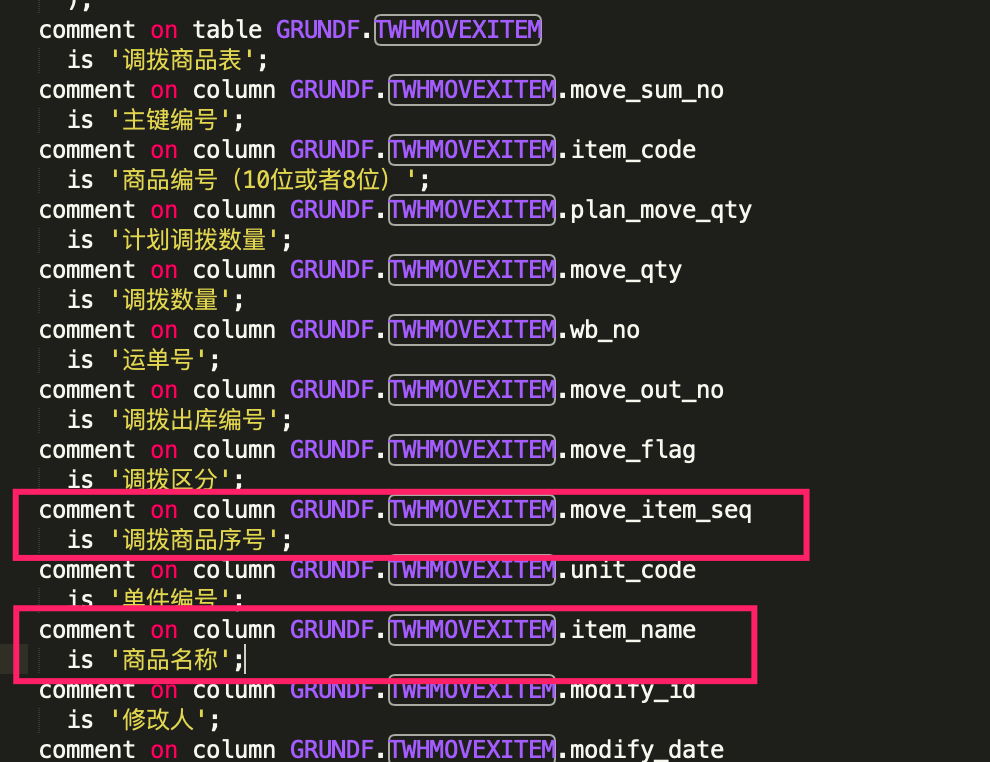 );
comment on table GRUNDF.TWHMOVEXITEM
is '调拨商品表';
comment on column GRUNDF.TWHMOVEXITEM.move_sum_no
is '主键编号';
comment on column GRUNDF.TWHMOVEXITEM.item_code
is '商品编号（10位或者8位）';
comment on column GRUNDF.TWHMOVEXITEM.plan_move_qty
is '计划调拨数量';
comment on column GRUNDF.TWHMOVEXITEM.move_qty
is '调拨数量';
comment on column GRUNDF.TWHMOVEXITEM.wb_no
is '运单号';
comment on column GRUNDF.TWHMOVEXITEM.move_out_no
is '调拨出库编号';
comment on column GRUNDF.TWHMOVEXITEM.move_flag
is '调拨区分';
comment on column GRUNDF.TWHMOVEXITEM.move_item_seq
is '调拨商品序号';
comment on column GRUNDF.TWHMOVEXITEM.unit_code
is '单件编号';
comment on column GRUNDF.TWHMOVEXITEM.item_name
is '商品名称';
comment on column GRUNDF.TWHMOVEXITEM.modify_id
is '修改人';
comment on column GRUNDF.TWHMOVEXITEM.modify_date